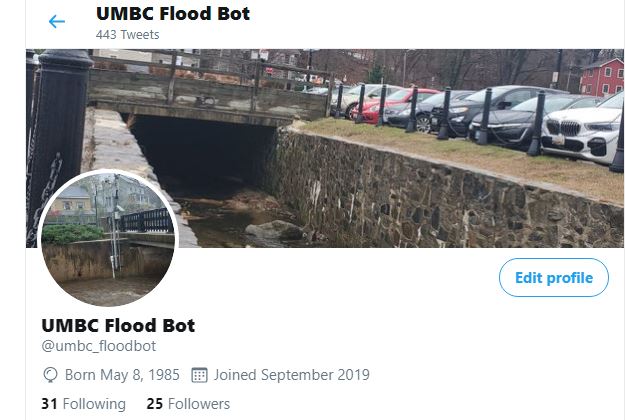 UMBC Flood Bot
443 Tweets
Edit profile
UMBC Flood Bot
@umbc_floodbot
Born May 8, 1985 Joined September 2019
31 Following 25 Followers